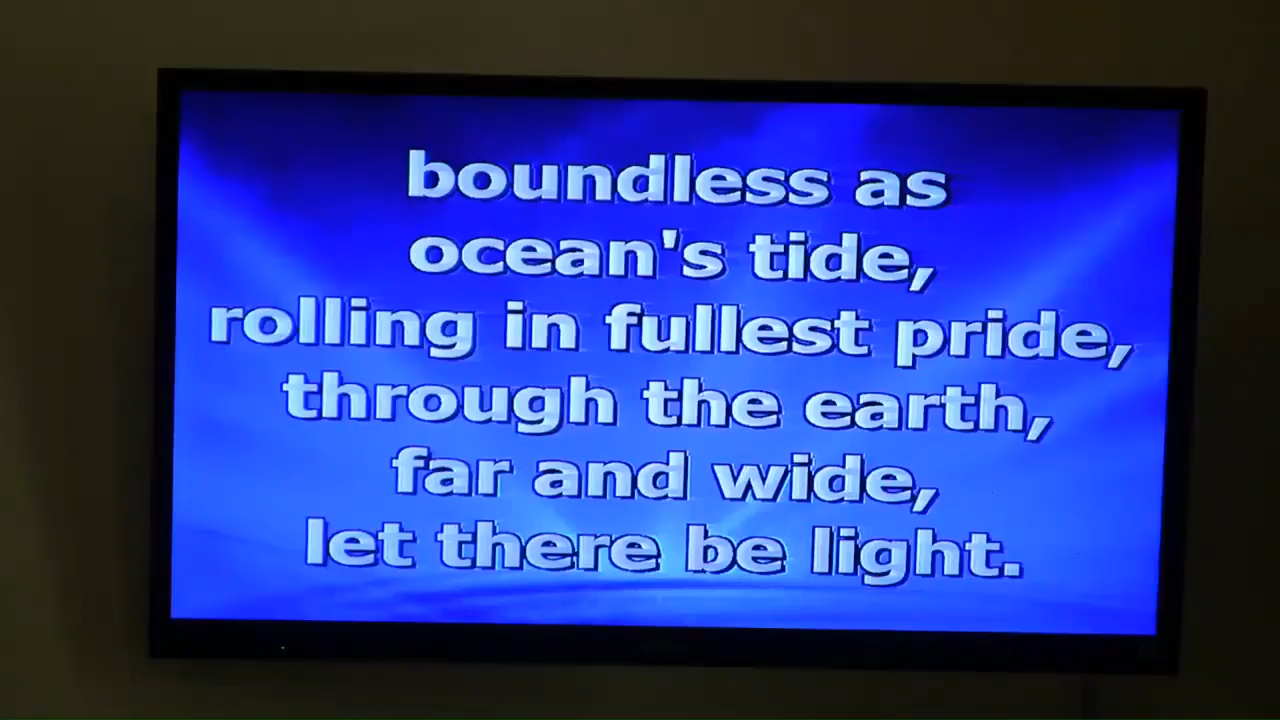 boundless as
ocean's tide,
rolling in fullest pride,
through the earth,
far and wide,
let there be light.